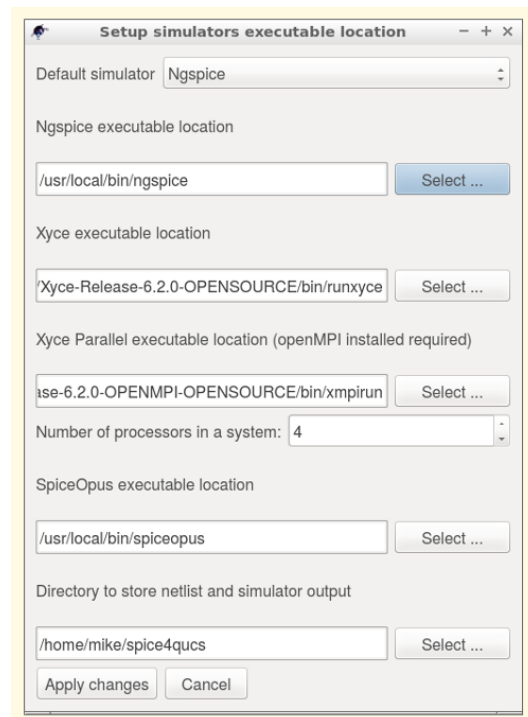 Setup simulators executable location
Default simulator Ngspice
Ngspice executable location
/usr/local/bin/ngspice Select ...
Xyce executable location
/Xyce-Release-6.2.0-OPENSOURCE/bin/runxyce Select ...
Xyce Parallel executable location (openMPI installed required)
ase-6.2.0-OPENMPI-OPENSOURCE/bin/xmpirun Select ...
Number of processors in a system: 4
SpiceOpus executable location
/usr/local/bin/spiceopus Select ...
Directory to store netlist and simulator output
/home/mike/spice4qucs Select ...
Apply changes Cancel